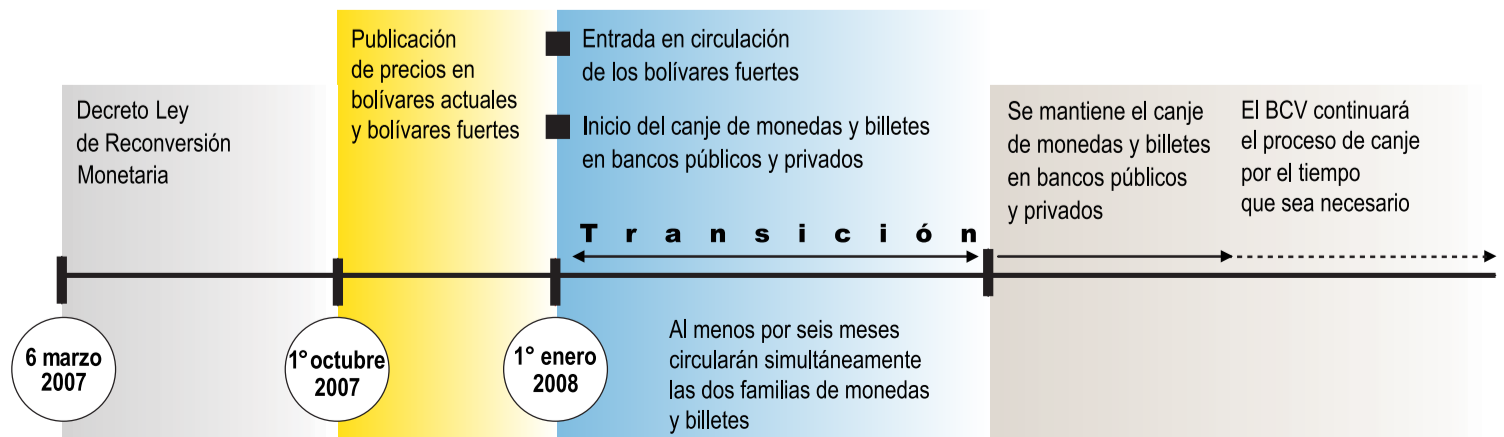 Decreto Ley
de Reconversión
Monetaria
Publicación
de precios en
bolívares actuales
y bolívares fuertes
Entrada en circulación
de los bolívares fuertes
Inicio del canje de monedas y billetes
en bancos públicos y privados
Transición
Se mantiene el canje
de monedas y billetes
en bancos públicos
y privados
El BCV continuará
el proceso de canje
por el tiempo
que sea necesario
6 marzo
2007
1° octubre
2007
1° enero
2008
Al menos por seis meses
circularán simultáneamente
las dos familias de monedas
y billetes